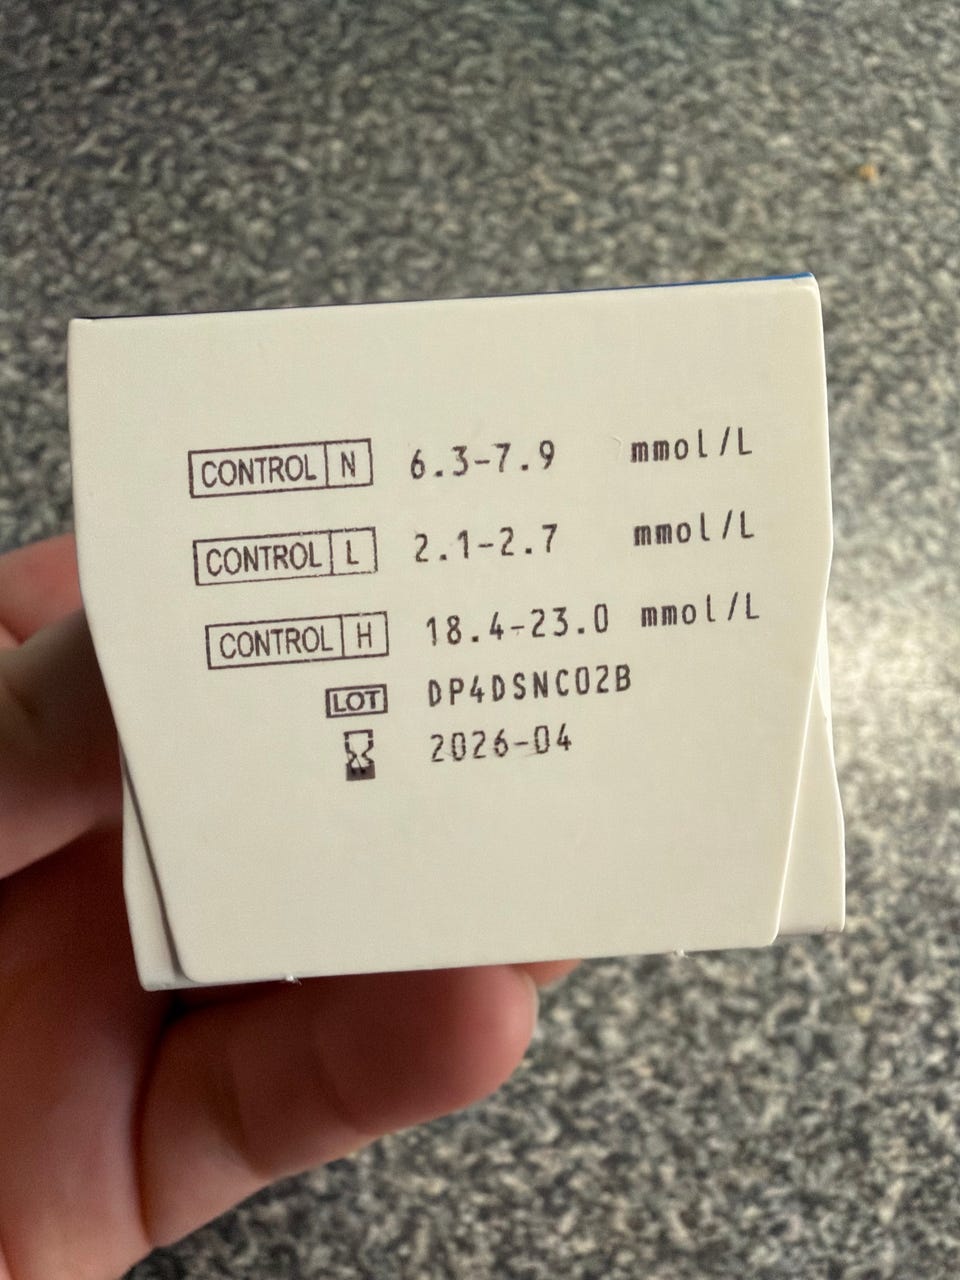 CONTROL N 6.3-7.9 mmol/L
CONTROL L 2.1-2.7 mmol/L
CONTROL H 18.4-23.0 mmol/L
LOT DP4DSNC02B
2026-04